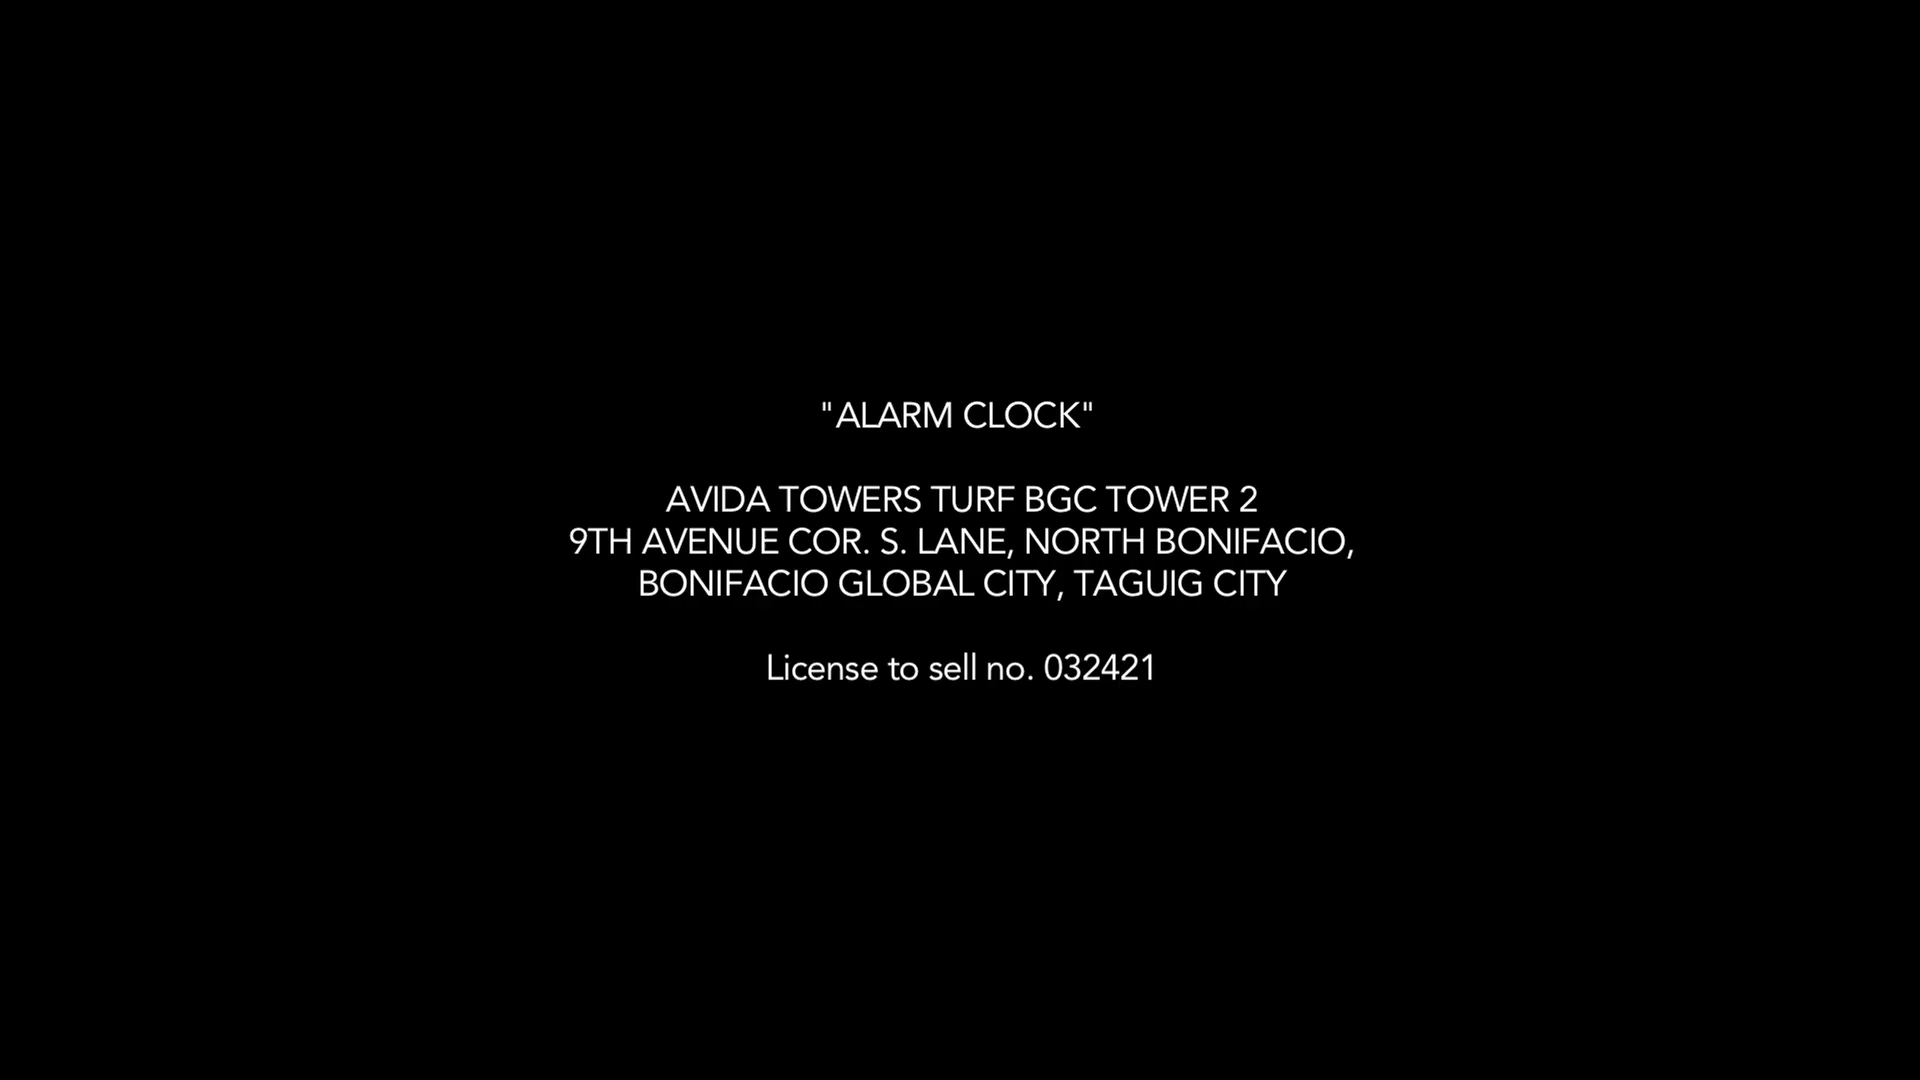 "ALARM CLOCK"
AVIDA TOWERS TURF BGC TOWER 2
9TH AVENUE COR. S. LANE, NORTH BONIFACIO,
BONIFACIO GLOBAL CITY, TAGUIG CITY
License to sell no. 032421